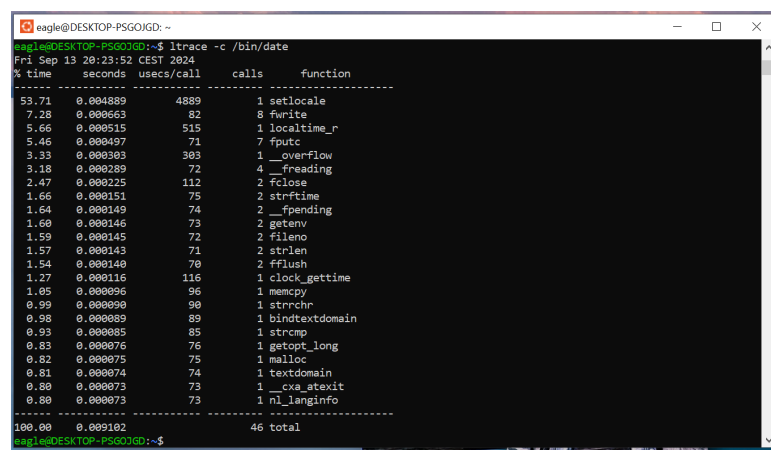 eagle@DESKTOP-PSGOJGD: ~
eagle@DESKTOP-PSGOJGD:~$ ltrace -c /bin/date
Fri Sep 13 20:23:52 CEST 2024
% time     seconds  usecs/call     calls      function
------ ----------- ----------- --------- --------------------
 53.71    0.004889        4889         1 setlocale
  7.28    0.000663          82         8 fwrite
  5.66    0.000515         515         1 localtime_r
  5.46    0.000497          71         7 fputc
  3.33    0.000303         303         1 __overflow
  3.18    0.000289          72         4 __freading
  2.47    0.000225         112         2 fclose
  1.66    0.000151          75         2 strftime
  1.64    0.000149          74         2 __fpending
  1.60    0.000146          73         2 getenv
  1.59    0.000145          72         2 fileno
  1.57    0.000143          71         2 strlen
  1.54    0.000140          70         2 fflush
  1.27    0.000116         116         1 clock_gettime
  1.05    0.000096          96         1 memcpy
  0.99    0.000090          90         1 strrchr
  0.98    0.000089          89         1 bindtextdomain
  0.93    0.000085          85         1 strcmp
  0.83    0.000076          76         1 getopt_long
  0.82    0.000075          75         1 malloc
  0.81    0.000074          74         1 textdomain
  0.80    0.000073          73         1 __cxa_atexit
  0.80    0.000073          73         1 nl_langinfo
------ ----------- ----------- --------- --------------------
100.00    0.009102                    46 total
eagle@DESKTOP-PSGOJGD:~$